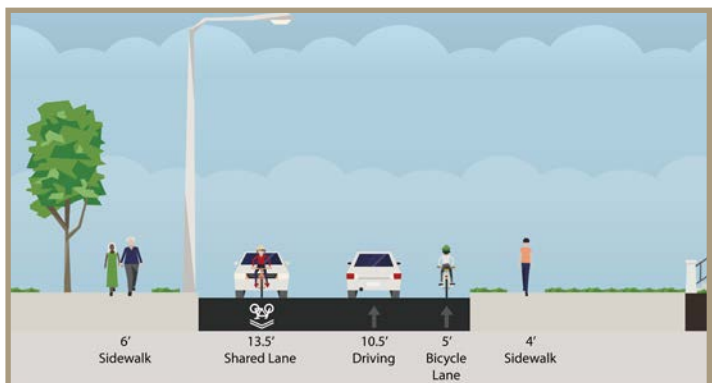 6'
Sidewalk
13.5'
Shared Lane
10.5'
Driving
5'
Bicycle
Lane
4'
Sidewalk